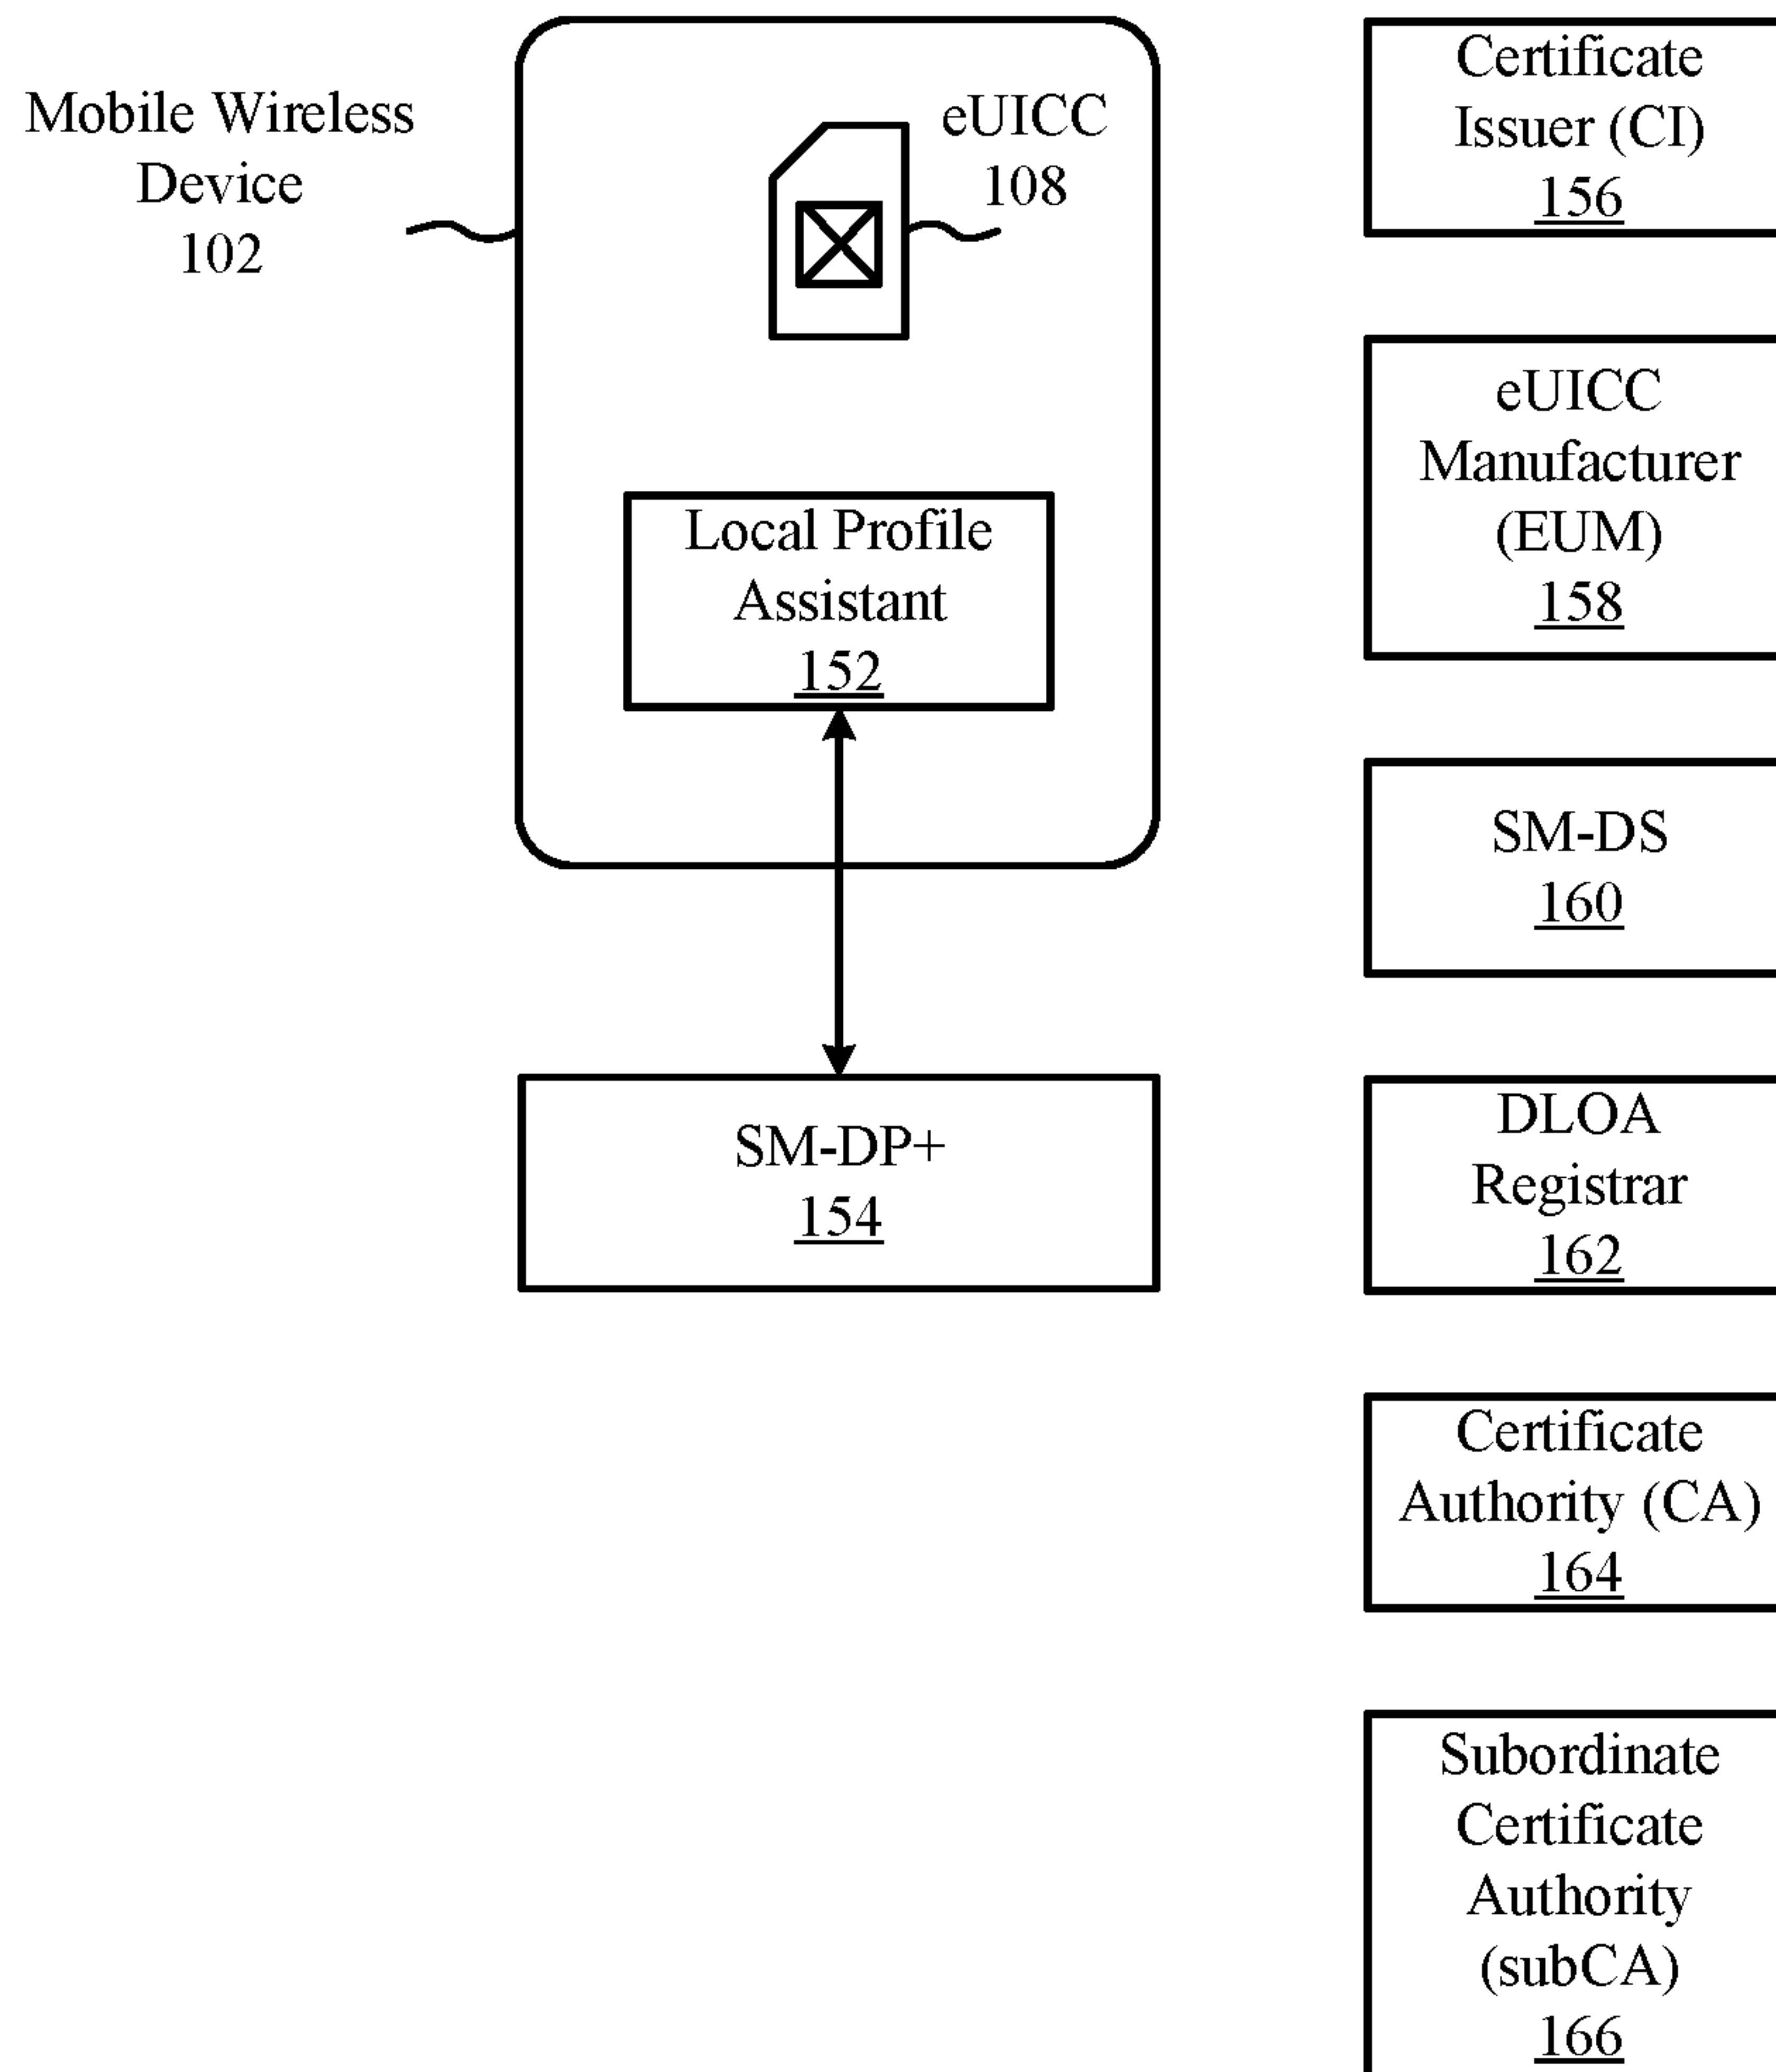 Mobile Wireless
Device
102
eUICC
108
Local Profile
Assistant
152
SM-DP+
154
Certificate
Issuer (CI)
156
eUICC
Manufacturer
(EUM)
158
SM-DS
160
DLOA
Registrar
162
Certificate
Authority (CA)
164
Subordinate
Certificate
Authority
(subCA)
166